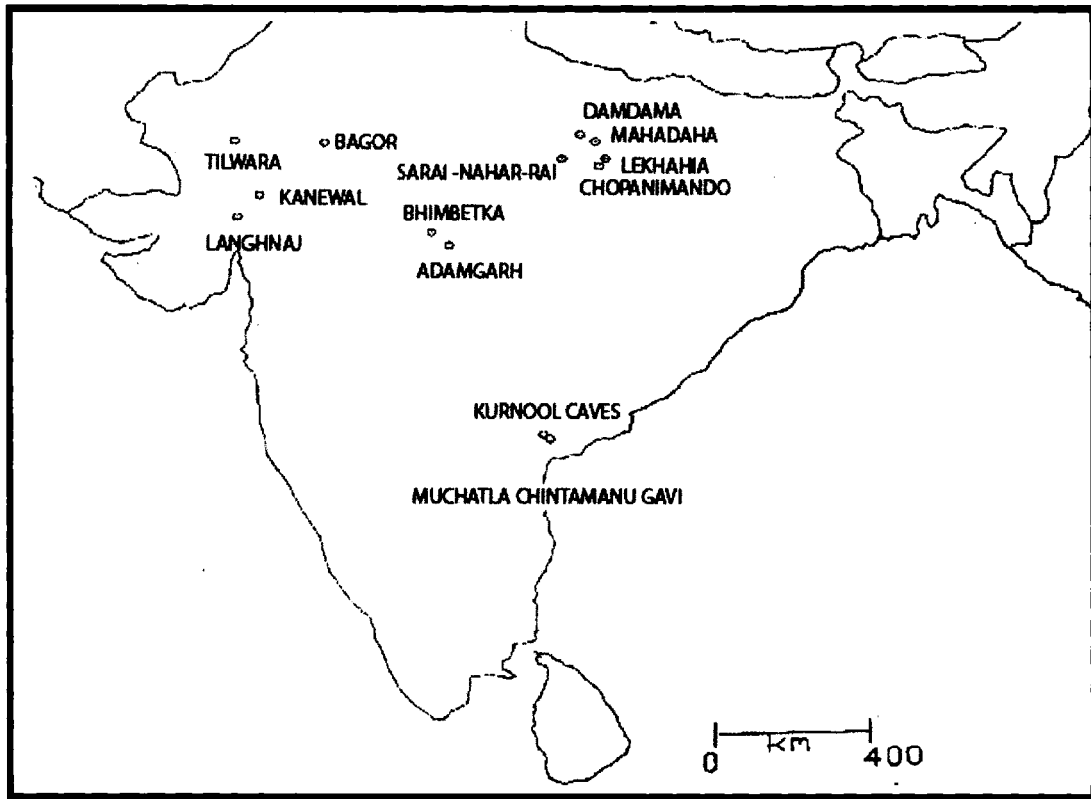 DAMDAMA
MAHADAHA
BAGOR
TILWARA
SARAI -NAHAR-RAI
LEKHAHIA
CHOPANIMANDO
KANEWAL
BHIMBETKA
LANGHNAJ
ADAMGARH
KURNOOL CAVES
MUCHATLA CHINTAMANU GAVI
Km
0 400